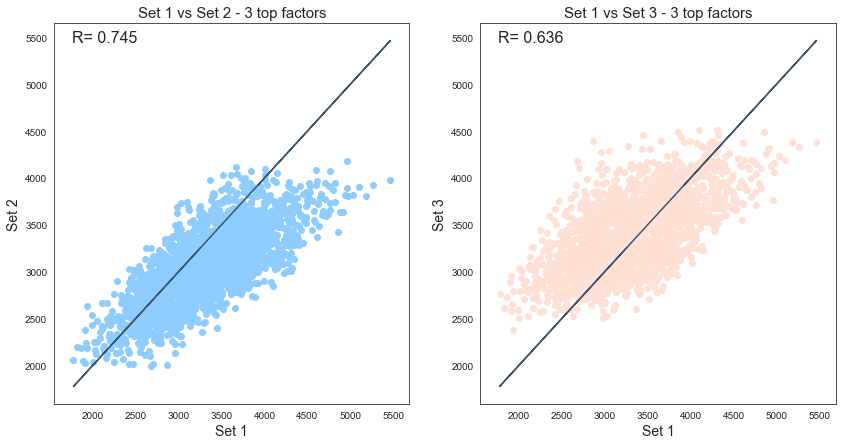 Set 1 vs Set 2 - 3 top factors
R= 0.745
5500
5000
4500
4000
3500
3000
2500
2000
Set 2
2000 2500 3000 3500 4000 4500 5000 5500
Set 1
Set 1 vs Set 3 - 3 top factors
R= 0.636
5500
5000
4500
4000
3500
3000
2500
2000
Set 3
2000 2500 3000 3500 4000 4500 5000 5500
Set 1